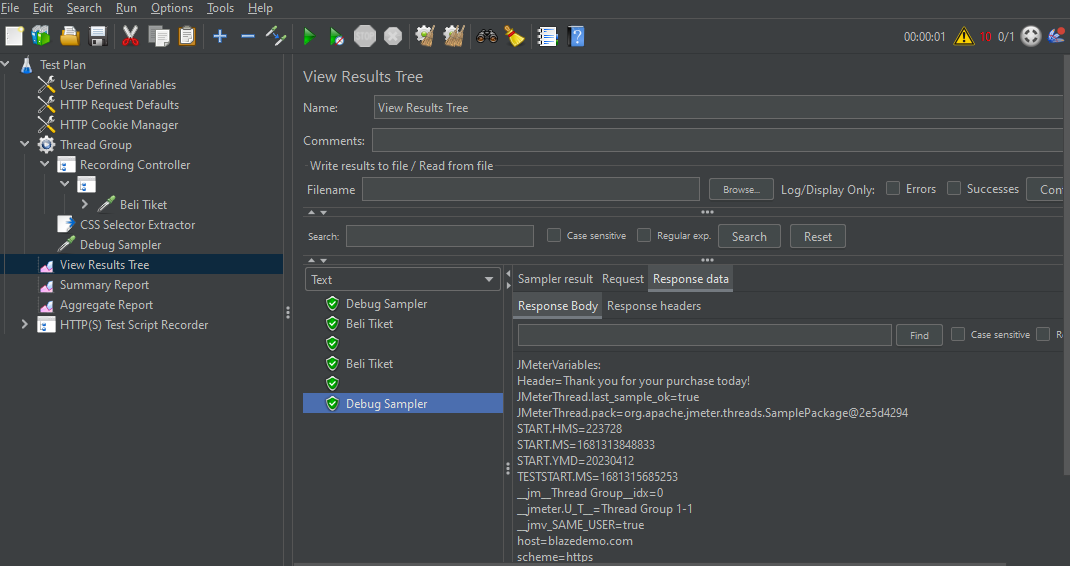 File Edit Search Run Options Tools Help
STOP
00:00:01 10 0/1
Test Plan
User Defined Variables
HTTP Request Defaults
HTTP Cookie Manager
Thread Group
Recording Controller
Beli Tiket
CSS Selector Extractor
Debug Sampler
View Results Tree
Summary Report
Aggregate Report
HTTP(S) Test Script Recorder
View Results Tree
Name: View Results Tree
Comments:
Write results to file / Read from file
Filename Browse... Log/Display Only: Errors Successes Con
Search: Case sensitive Regular exp. Search Reset
Text
Debug Sampler
Beli Tiket
Beli Tiket
Debug Sampler
Sampler result Request Response data
Response Body Response headers
Find Case sensitive R
JMeterVariables:
Header=Thank you for your purchase today!
JMeterThread.last_sample_ok=true
JMeterThread.pack=org.apache.jmeter.threads.SamplePackage@2e5d4294
START.HMS=223728
START.MS=1681313848833
START.YMD=20230412
TESTSTART.MS=1681315685253
__jm__Thread Group__idx=0
__jmeter.U_T__=Thread Group 1-1
__jmv_SAME_USER=true
host=blazedemo.com
scheme=https